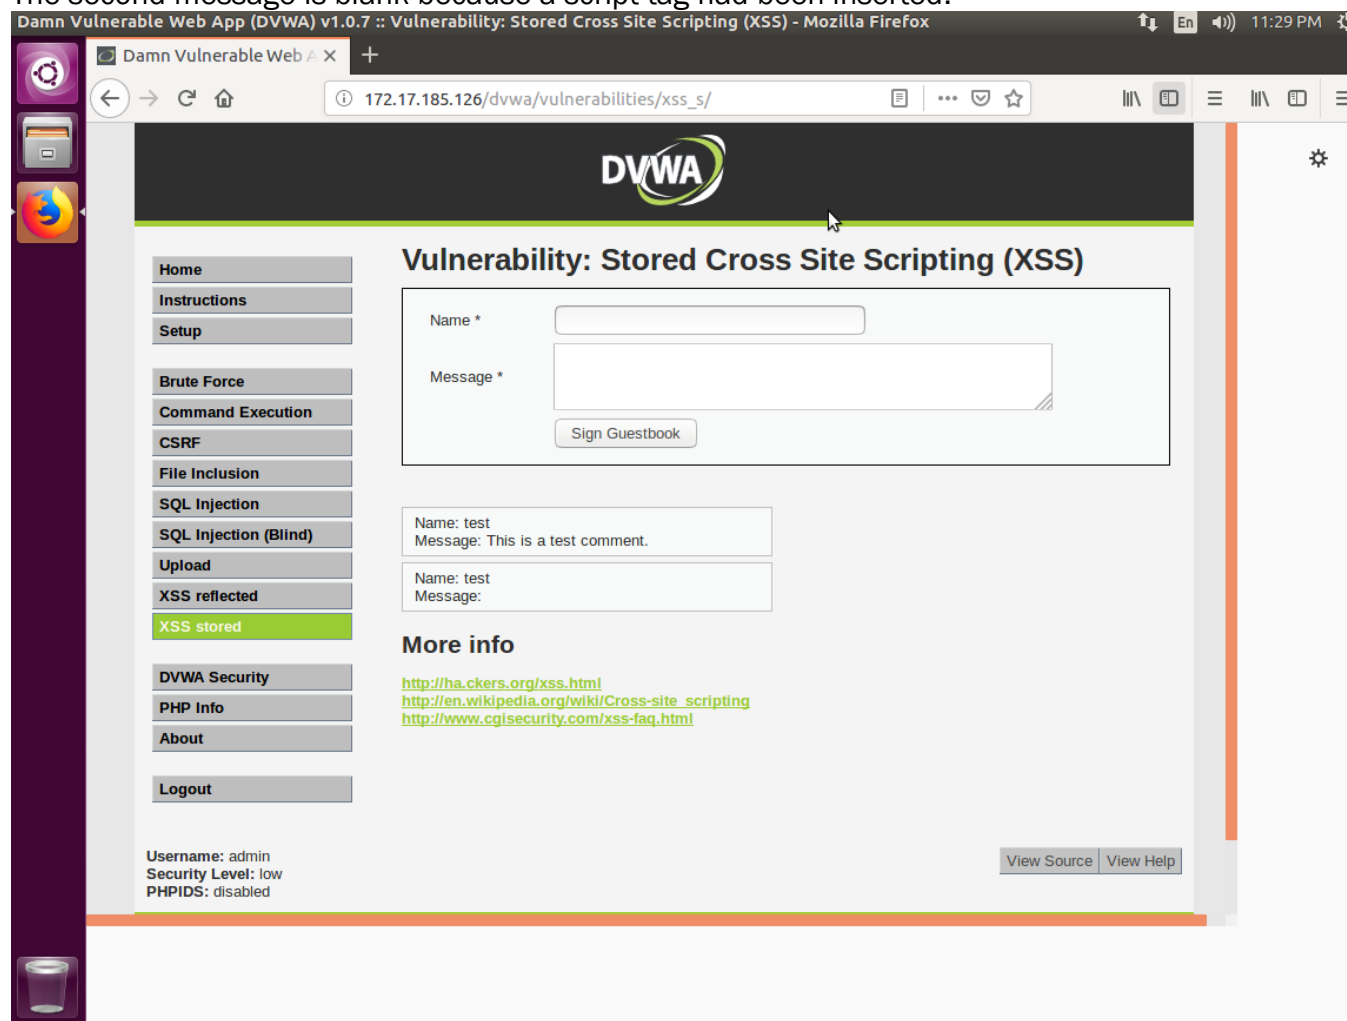 The second message is blank because a script tag had been inserted.
Damn Vulnerable Web App (DVWA) v1.0.7 :: Vulnerability: Stored Cross Site Scripting (XSS) - Mozilla Firefox En 11:29 PM
Damn Vulnerable Web A
172.17.185.126/dvwa/vulnerabilities/xss_s/
DVWA
Vulnerability: Stored Cross Site Scripting (XSS)
Home
Instructions
Setup
Brute Force
Command Execution
CSRF
File Inclusion
SQL Injection
SQL Injection (Blind)
Upload
XSS reflected
XSS stored
DVWA Security
PHP Info
About
Logout
Name *
Message *
Sign Guestbook
Name: test
Message: This is a test comment.
Name: test
Message:
More info
http://ha.ckers.org/xss.html
http://en.wikipedia.org/wiki/Cross-site_scripting
http://www.cgisecurity.com/xss-faq.html
Username: admin
Security Level: low
PHPIDS: disabled
View Source View Help